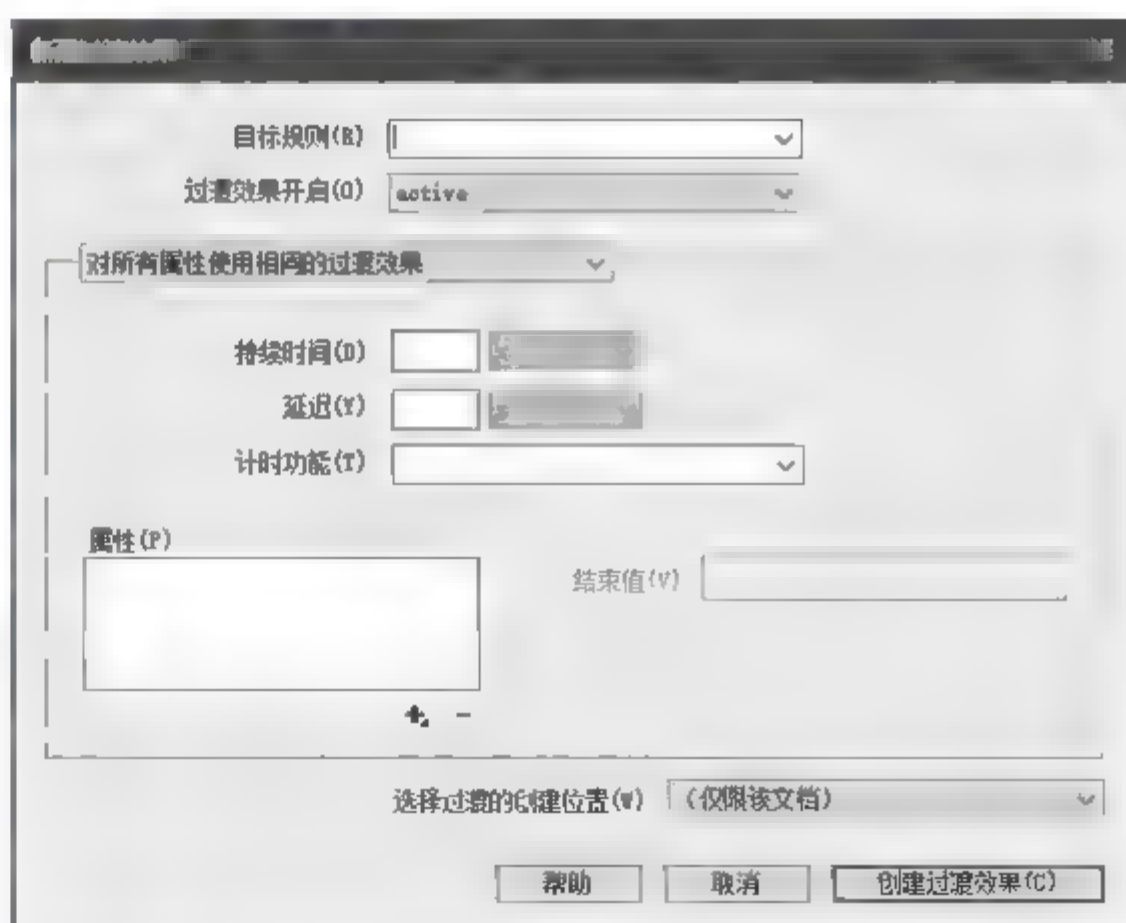 目标规则(R)
过渡效果开启(O) active
对所有属性使用相同的过渡效果
持续时间(D)
延迟(Y) s
计时功能(T)
属性(P)
结束值(V)
选择过渡的创建位置(W) (仅限该文档)
帮助 取消 创建过渡效果(C)